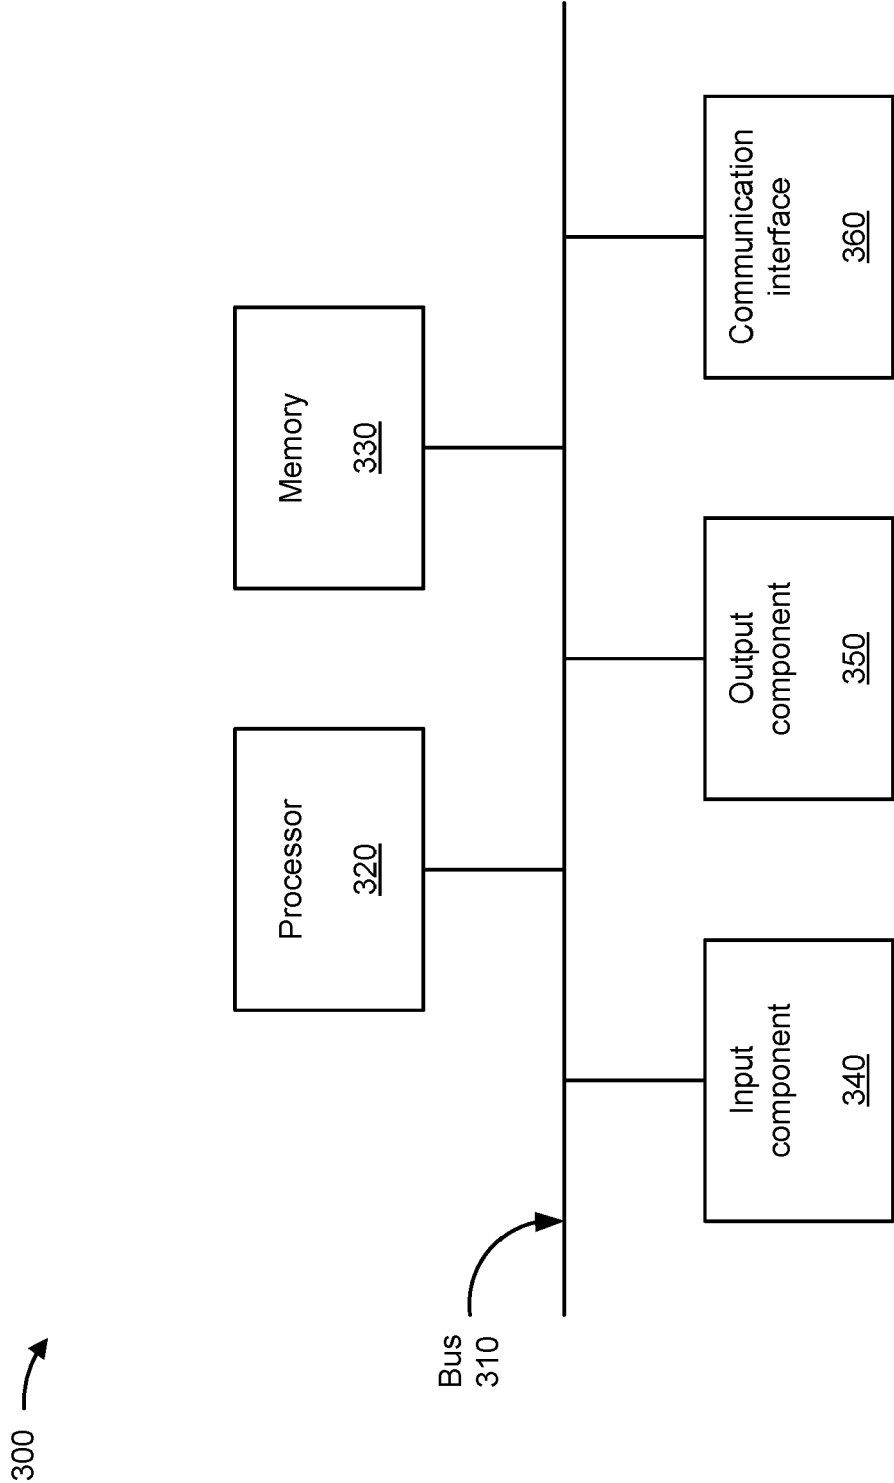 300
Bus
310
Processor
320
Memory
330
Input
component
340
Output
component
350
Communication
interface
360